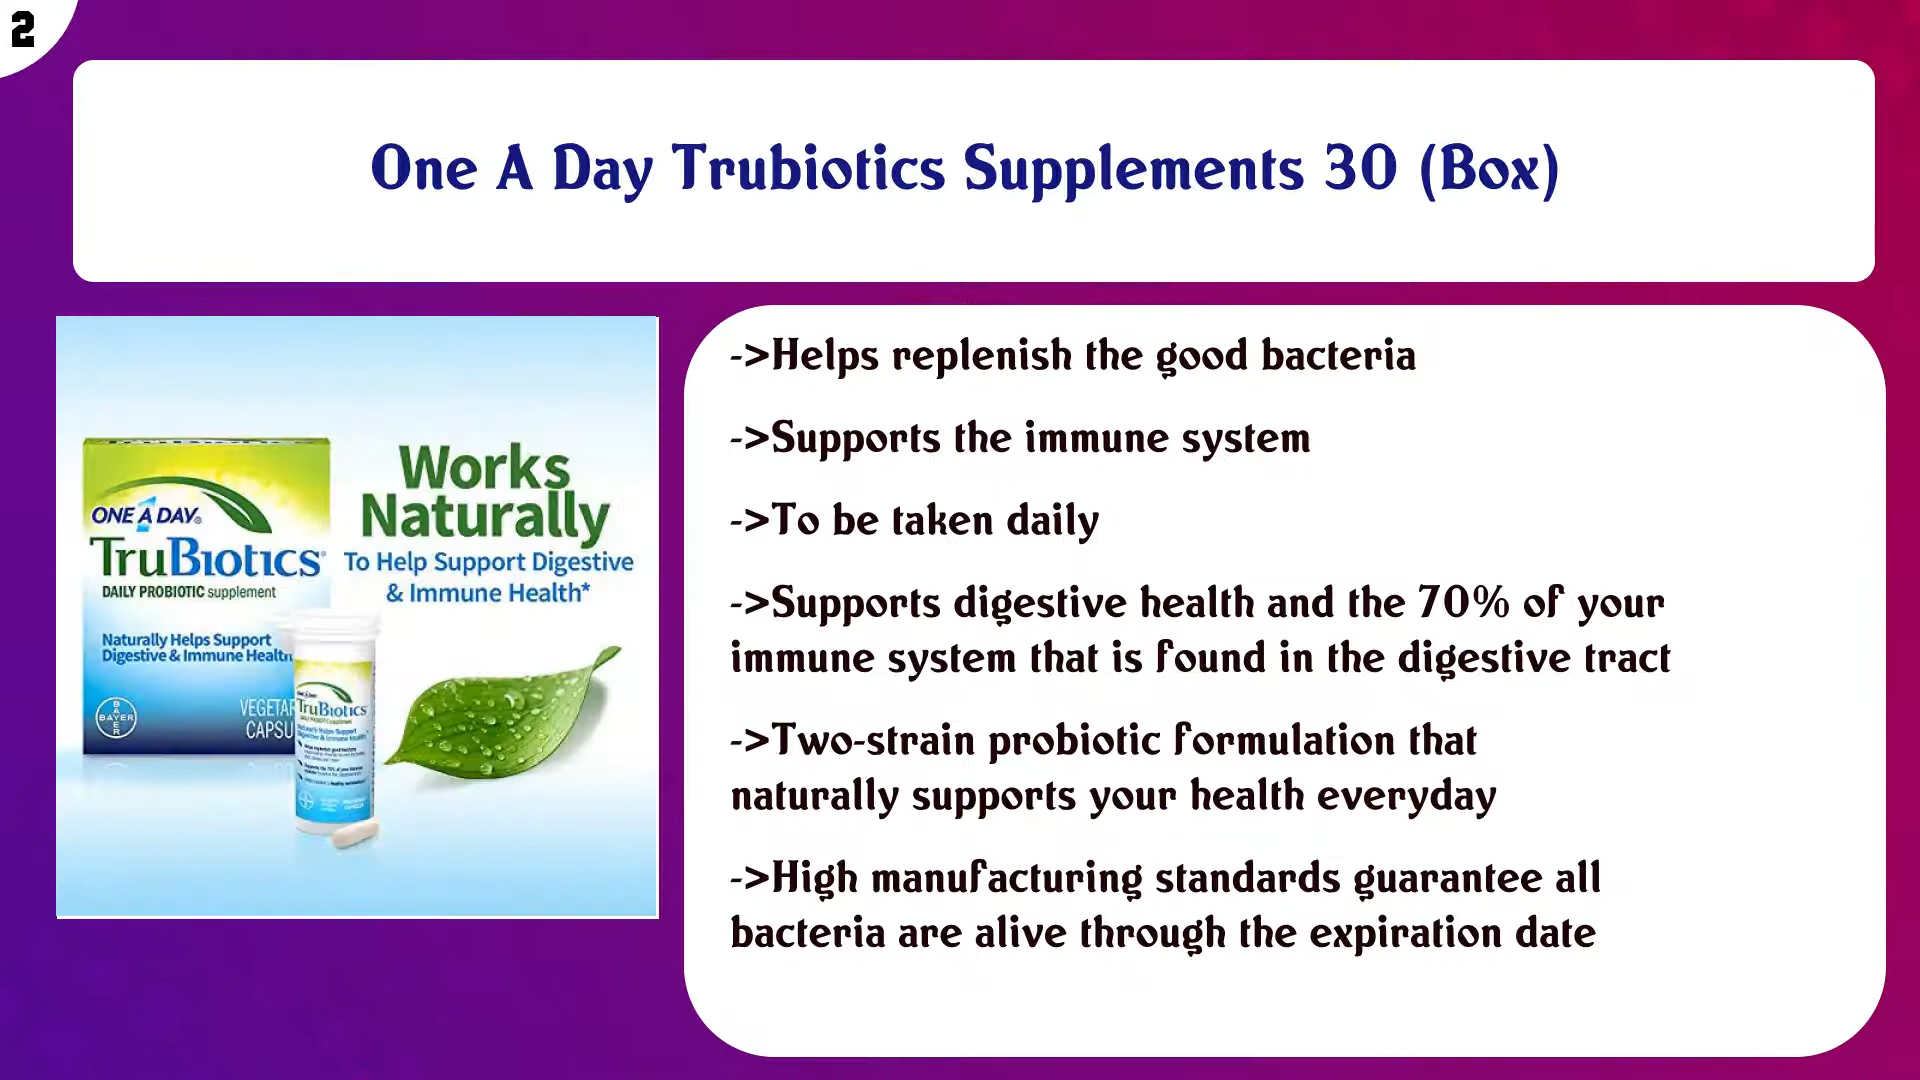 2
One A Day Trubiotics Supplements 30 (Box)
ONE A DAY®
TruBiotics®
DAILY PROBIOTIC supplement
Naturally Helps Support
Digestive & Immune Health
BAYER
BAYER
VEGETAR
CAPSU
TruBiotics
Works
Naturally
To Help Support Digestive
& Immune Health*
->Helps replenish the good bacteria
->Supports the immune system
->To be taken daily
->Supports digestive health and the 70% of your
immune system that is found in the digestive tract
->Two-strain probiotic formulation that
naturally supports your health everyday
->High manufacturing standards guarantee all
bacteria are alive through the expiration date